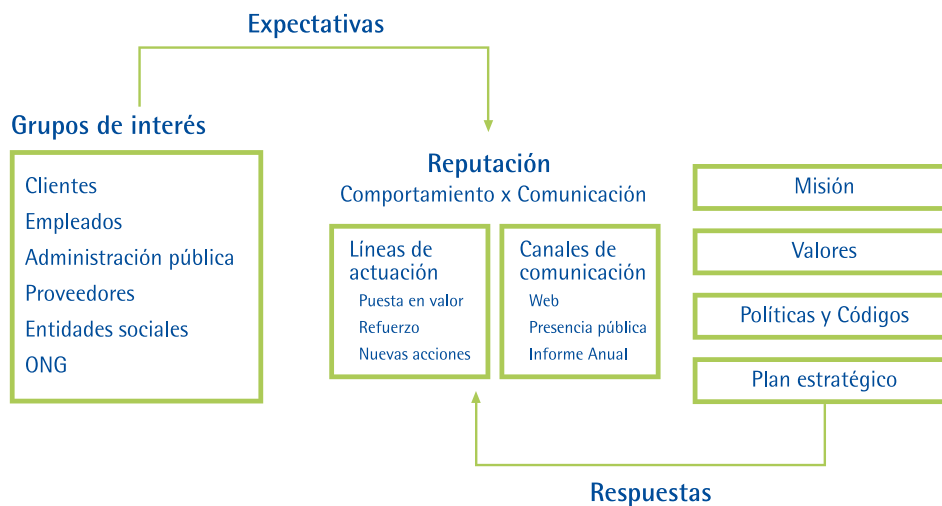 Expectativas
Grupos de interés
Clientes
Empleados
Administración pública
Proveedores
Entidades sociales
ONG
Reputación
Comportamiento x Comunicación
Líneas de
actuación
Puesta en valor
Refuerzo
Nuevas acciones
Canales de
comunicación
Web
Presencia pública
Informe Anual
Misión
Valores
Políticas y Códigos
Plan estratégico
Respuestas